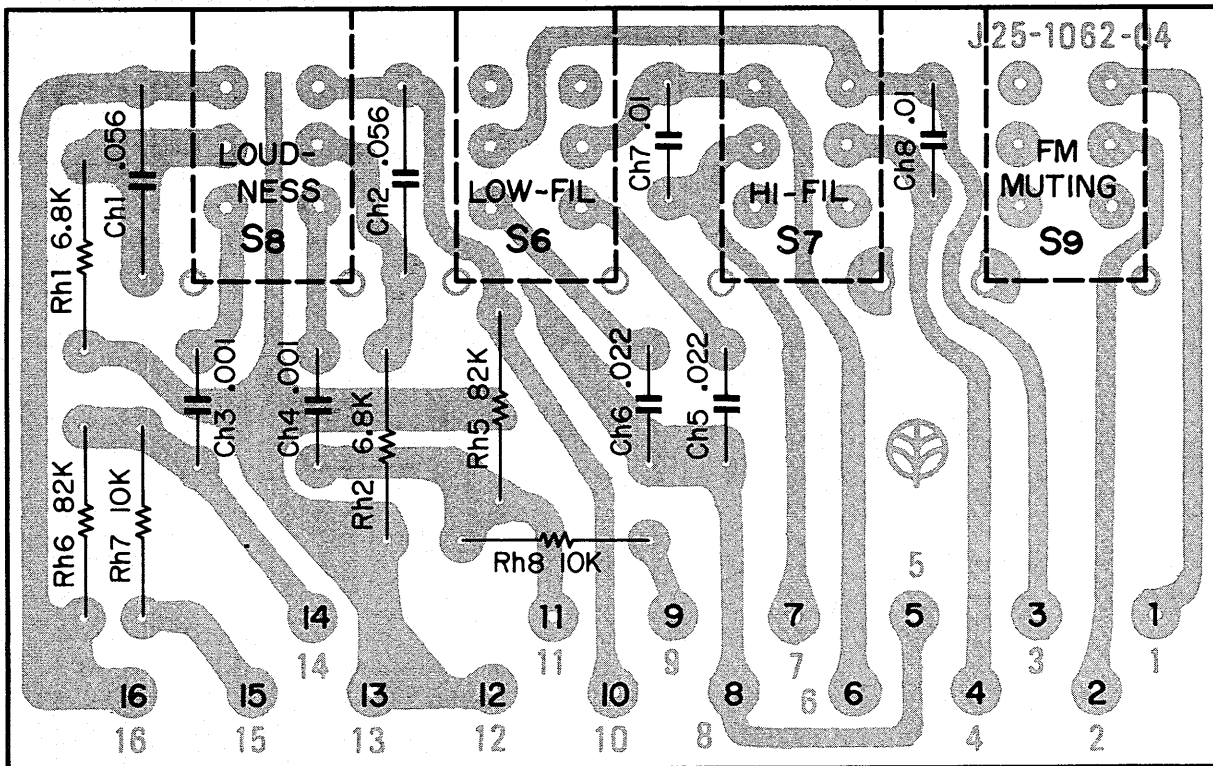 J25-1062-04
Ch1 .056
LOUD-
NESS
S8
Ch2 .056
LOW-FIL
S6
Ch7 .01
HI-FIL
S7
Ch8 .01
FM
MUTING
S9
Rh1 6.8K
Ch3 .001
Ch4 .001
Rh2 6.8K
Rh5 82K
Ch6 .022
Ch5 .022
Rh6 82K
Rh7 10K
Rh8 10K
5
14 11 9 7 5 3 1
14 11 9 7 3 1
16 15 13 12 10 8 6 6 4 2
16 15 13 12 10 8 4 2